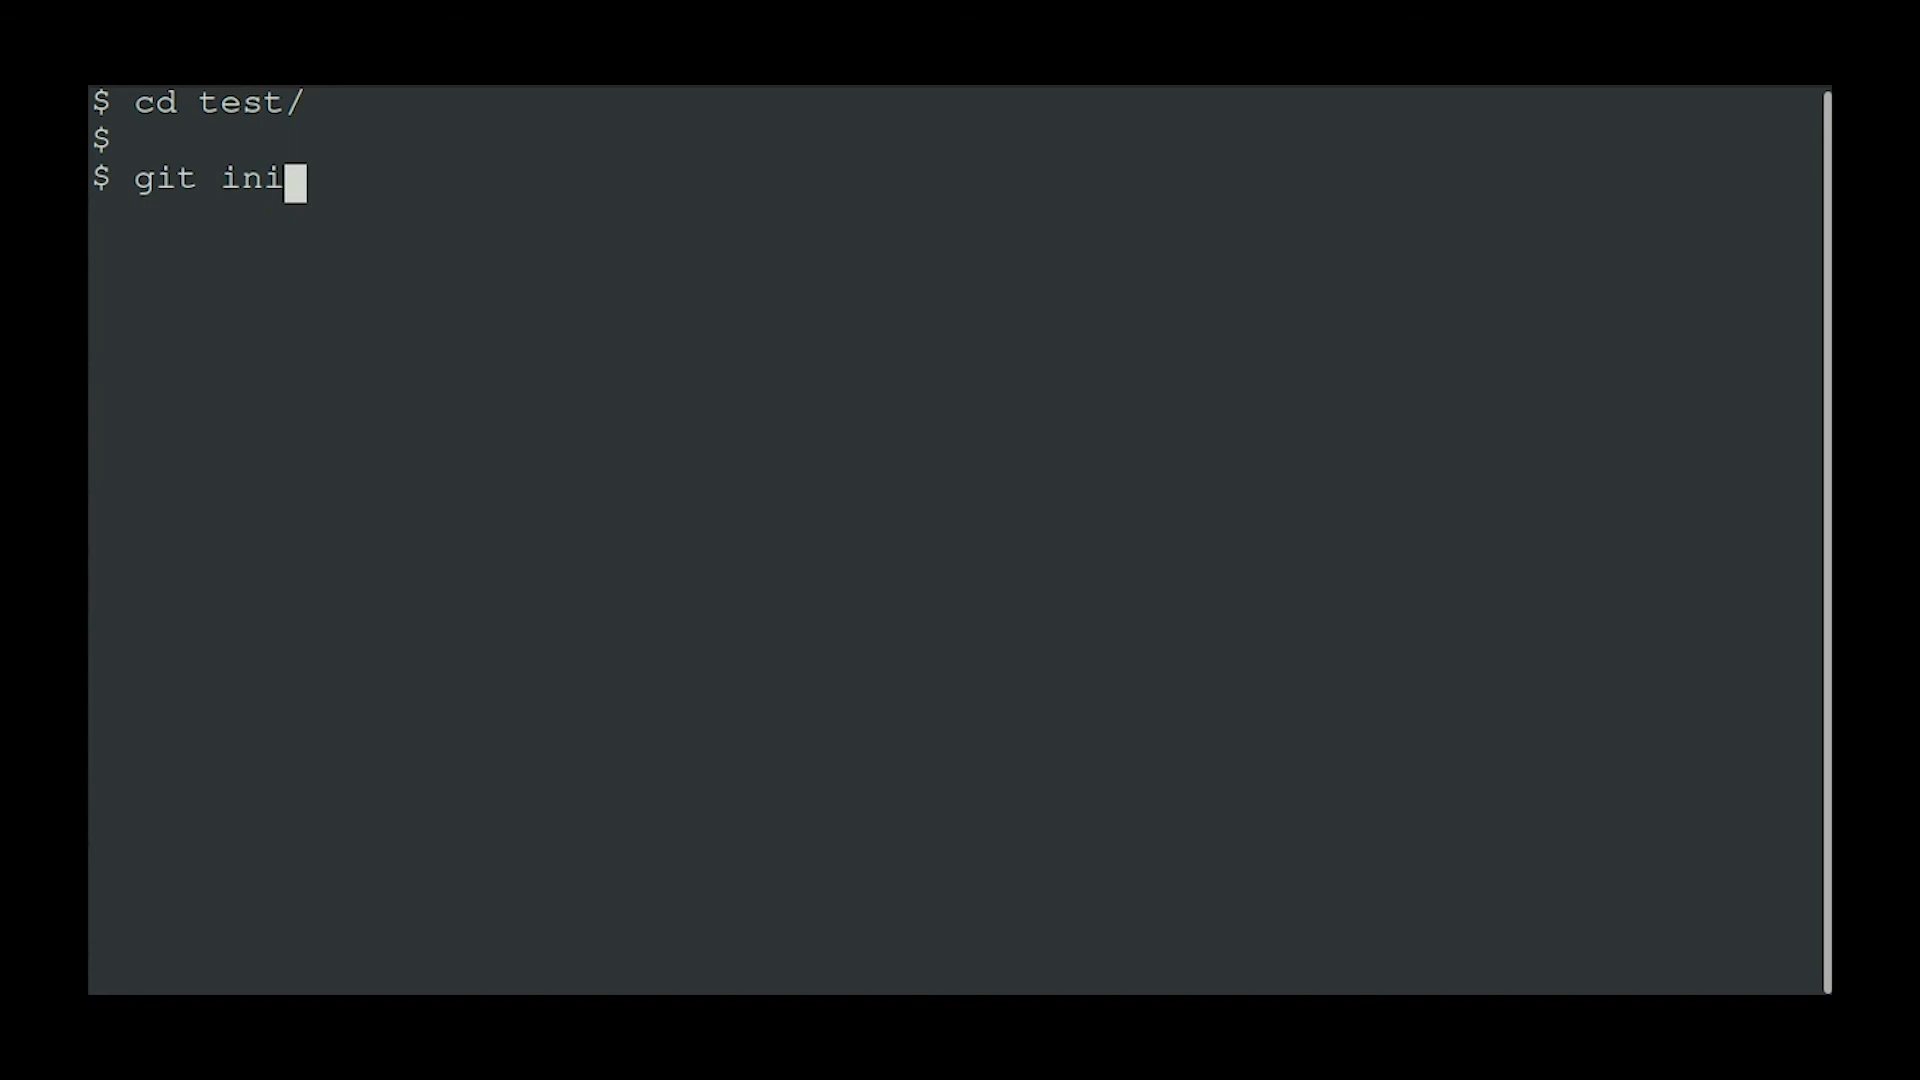 $ cd test/
$
$ git ini